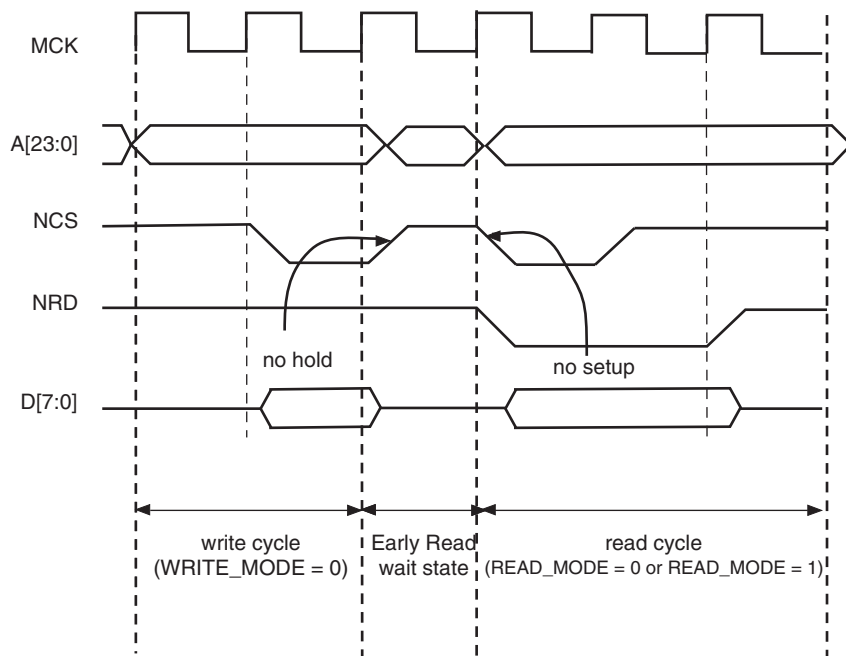 MCK
A[23:0]
NCS
NRD
no hold
no setup
D[7:0]
write cycle
(WRITE_MODE = 0)
Early Read
wait state
read cycle
(READ_MODE = 0 or READ_MODE = 1)